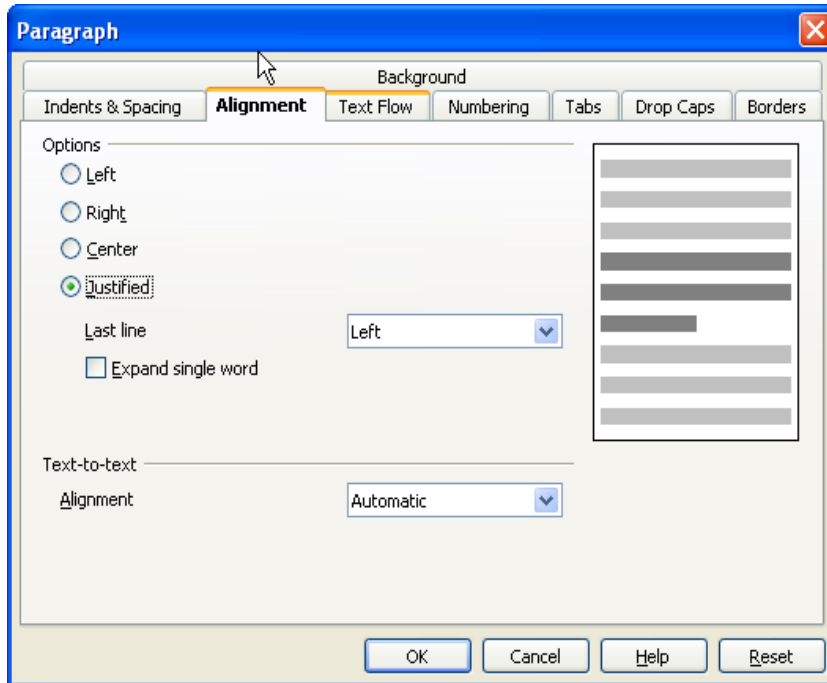 Paragraph
Background
Indents & Spacing Alignment Text Flow Numbering Tabs Drop Caps Borders
Options
Left
Right
Center
Justified
Last line Left
Expand single word
Text-to-text
Alignment Automatic
OK Cancel Help Reset